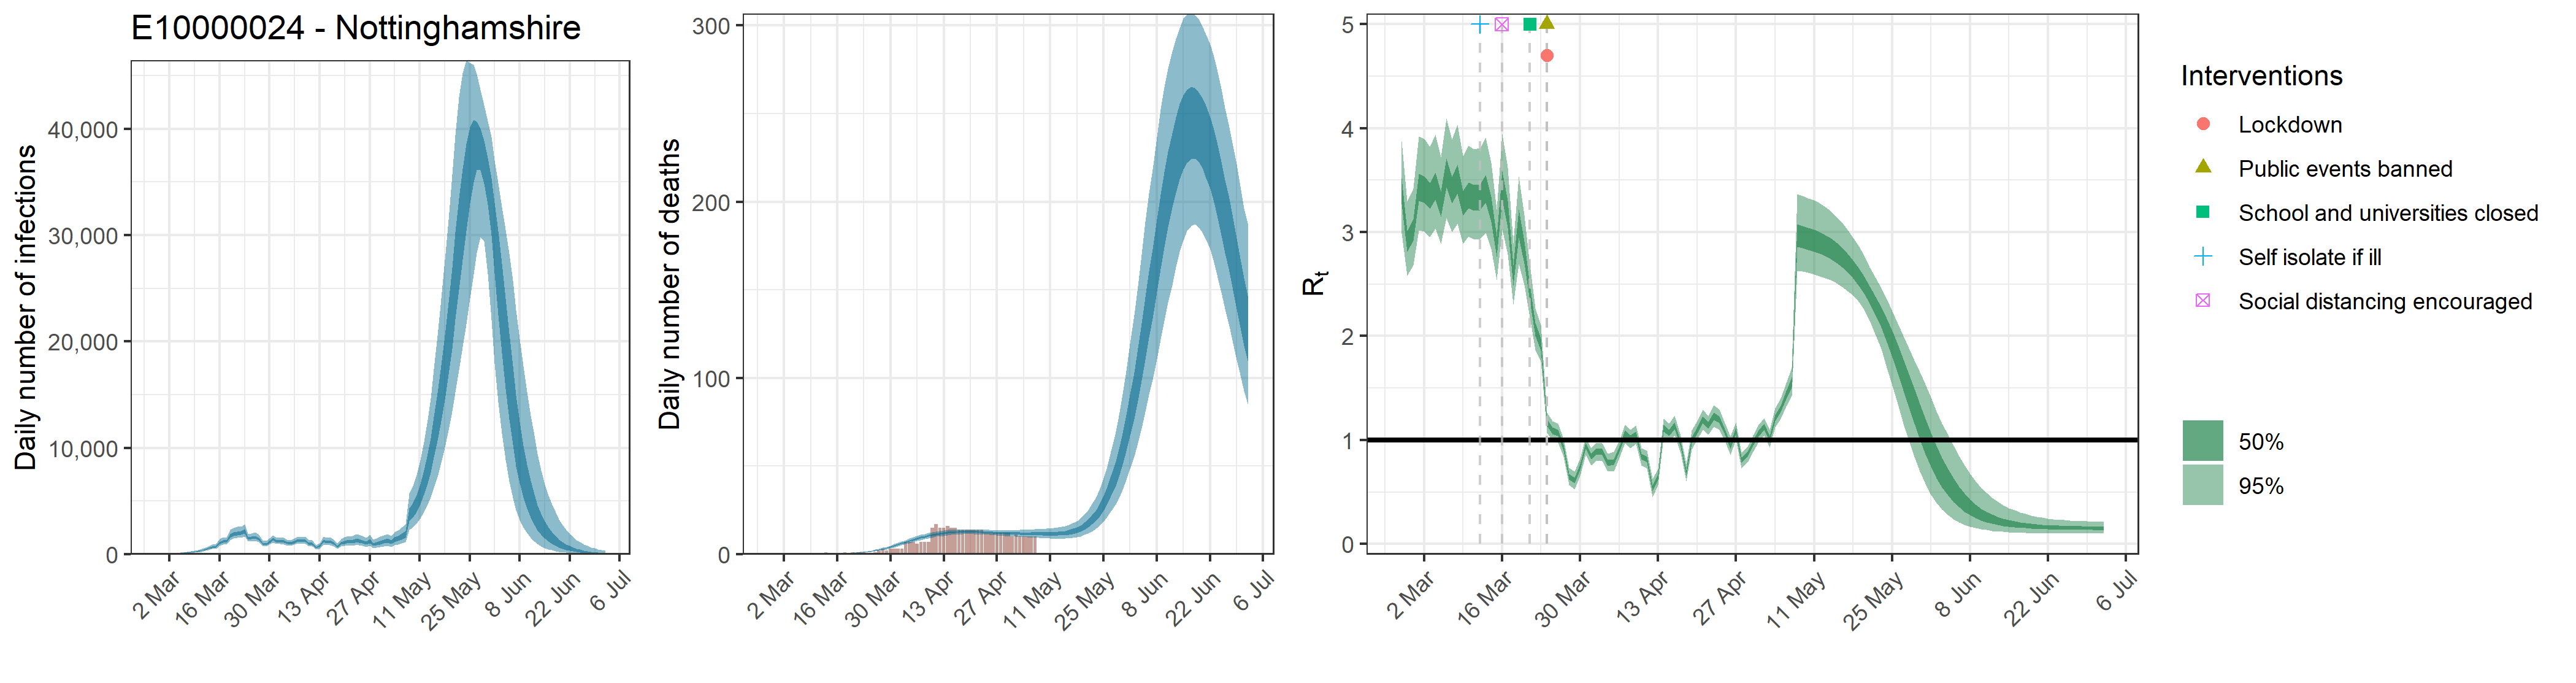 E10000024 - Nottinghamshire
Daily number of infections
40,000
30,000
20,000
10,000
0
2 Mar
16 Mar
30 Mar
13 Apr
27 Apr
11 May
25 May
8 Jun
22 Jun
6 Jul
Daily number of deaths
300
200
100
0
2 Mar
16 Mar
30 Mar
13 Apr
27 Apr
11 May
25 May
8 Jun
22 Jun
6 Jul
Rt
5
4
3
2
1
0
2 Mar
16 Mar
30 Mar
13 Apr
27 Apr
11 May
25 May
8 Jun
22 Jun
6 Jul
Interventions
Lockdown
Public events banned
School and universities closed
Self isolate if ill
Social distancing encouraged
50%
95%